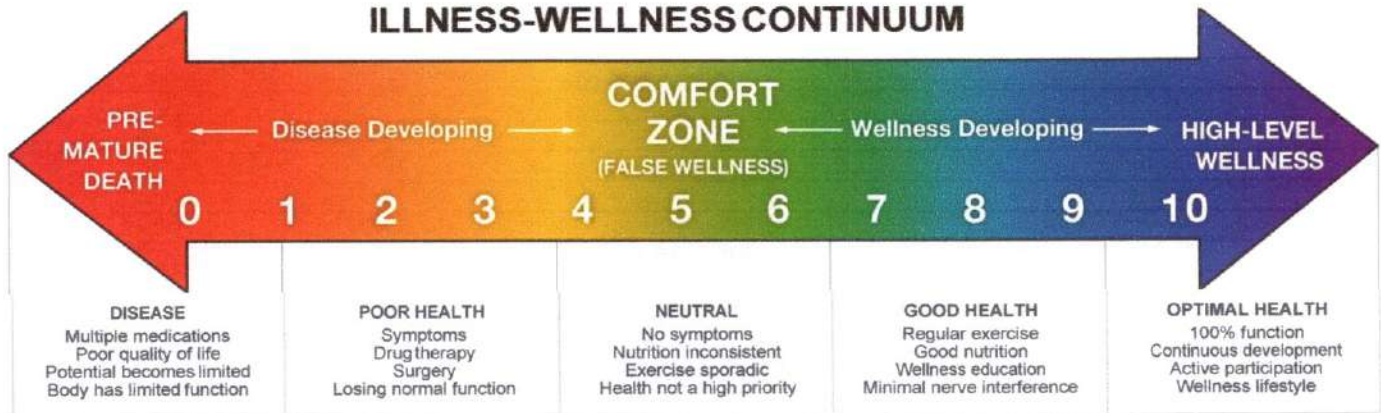 ILLNESS-WELLNESS CONTINUUM
PRE-
MATURE
DEATH
Disease Developing
COMFORT
ZONE
(FALSE WELLNESS)
Wellness Developing
HIGH-LEVEL
WELLNESS
0 1 2 3 4 5 6 7 8 9 10
DISEASE
Multiple medications
Poor quality of life
Potential becomes limited
Body has limited function
POOR HEALTH
Symptoms
Drug therapy
Surgery
Losing normal function
NEUTRAL
No symptoms
Nutrition inconsistent
Exercise sporadic
Health not a high priority
GOOD HEALTH
Regular exercise
Good nutrition
Wellness education
Minimal nerve interference
OPTIMAL HEALTH
100% function
Continuous development
Active participation
Wellness lifestyle